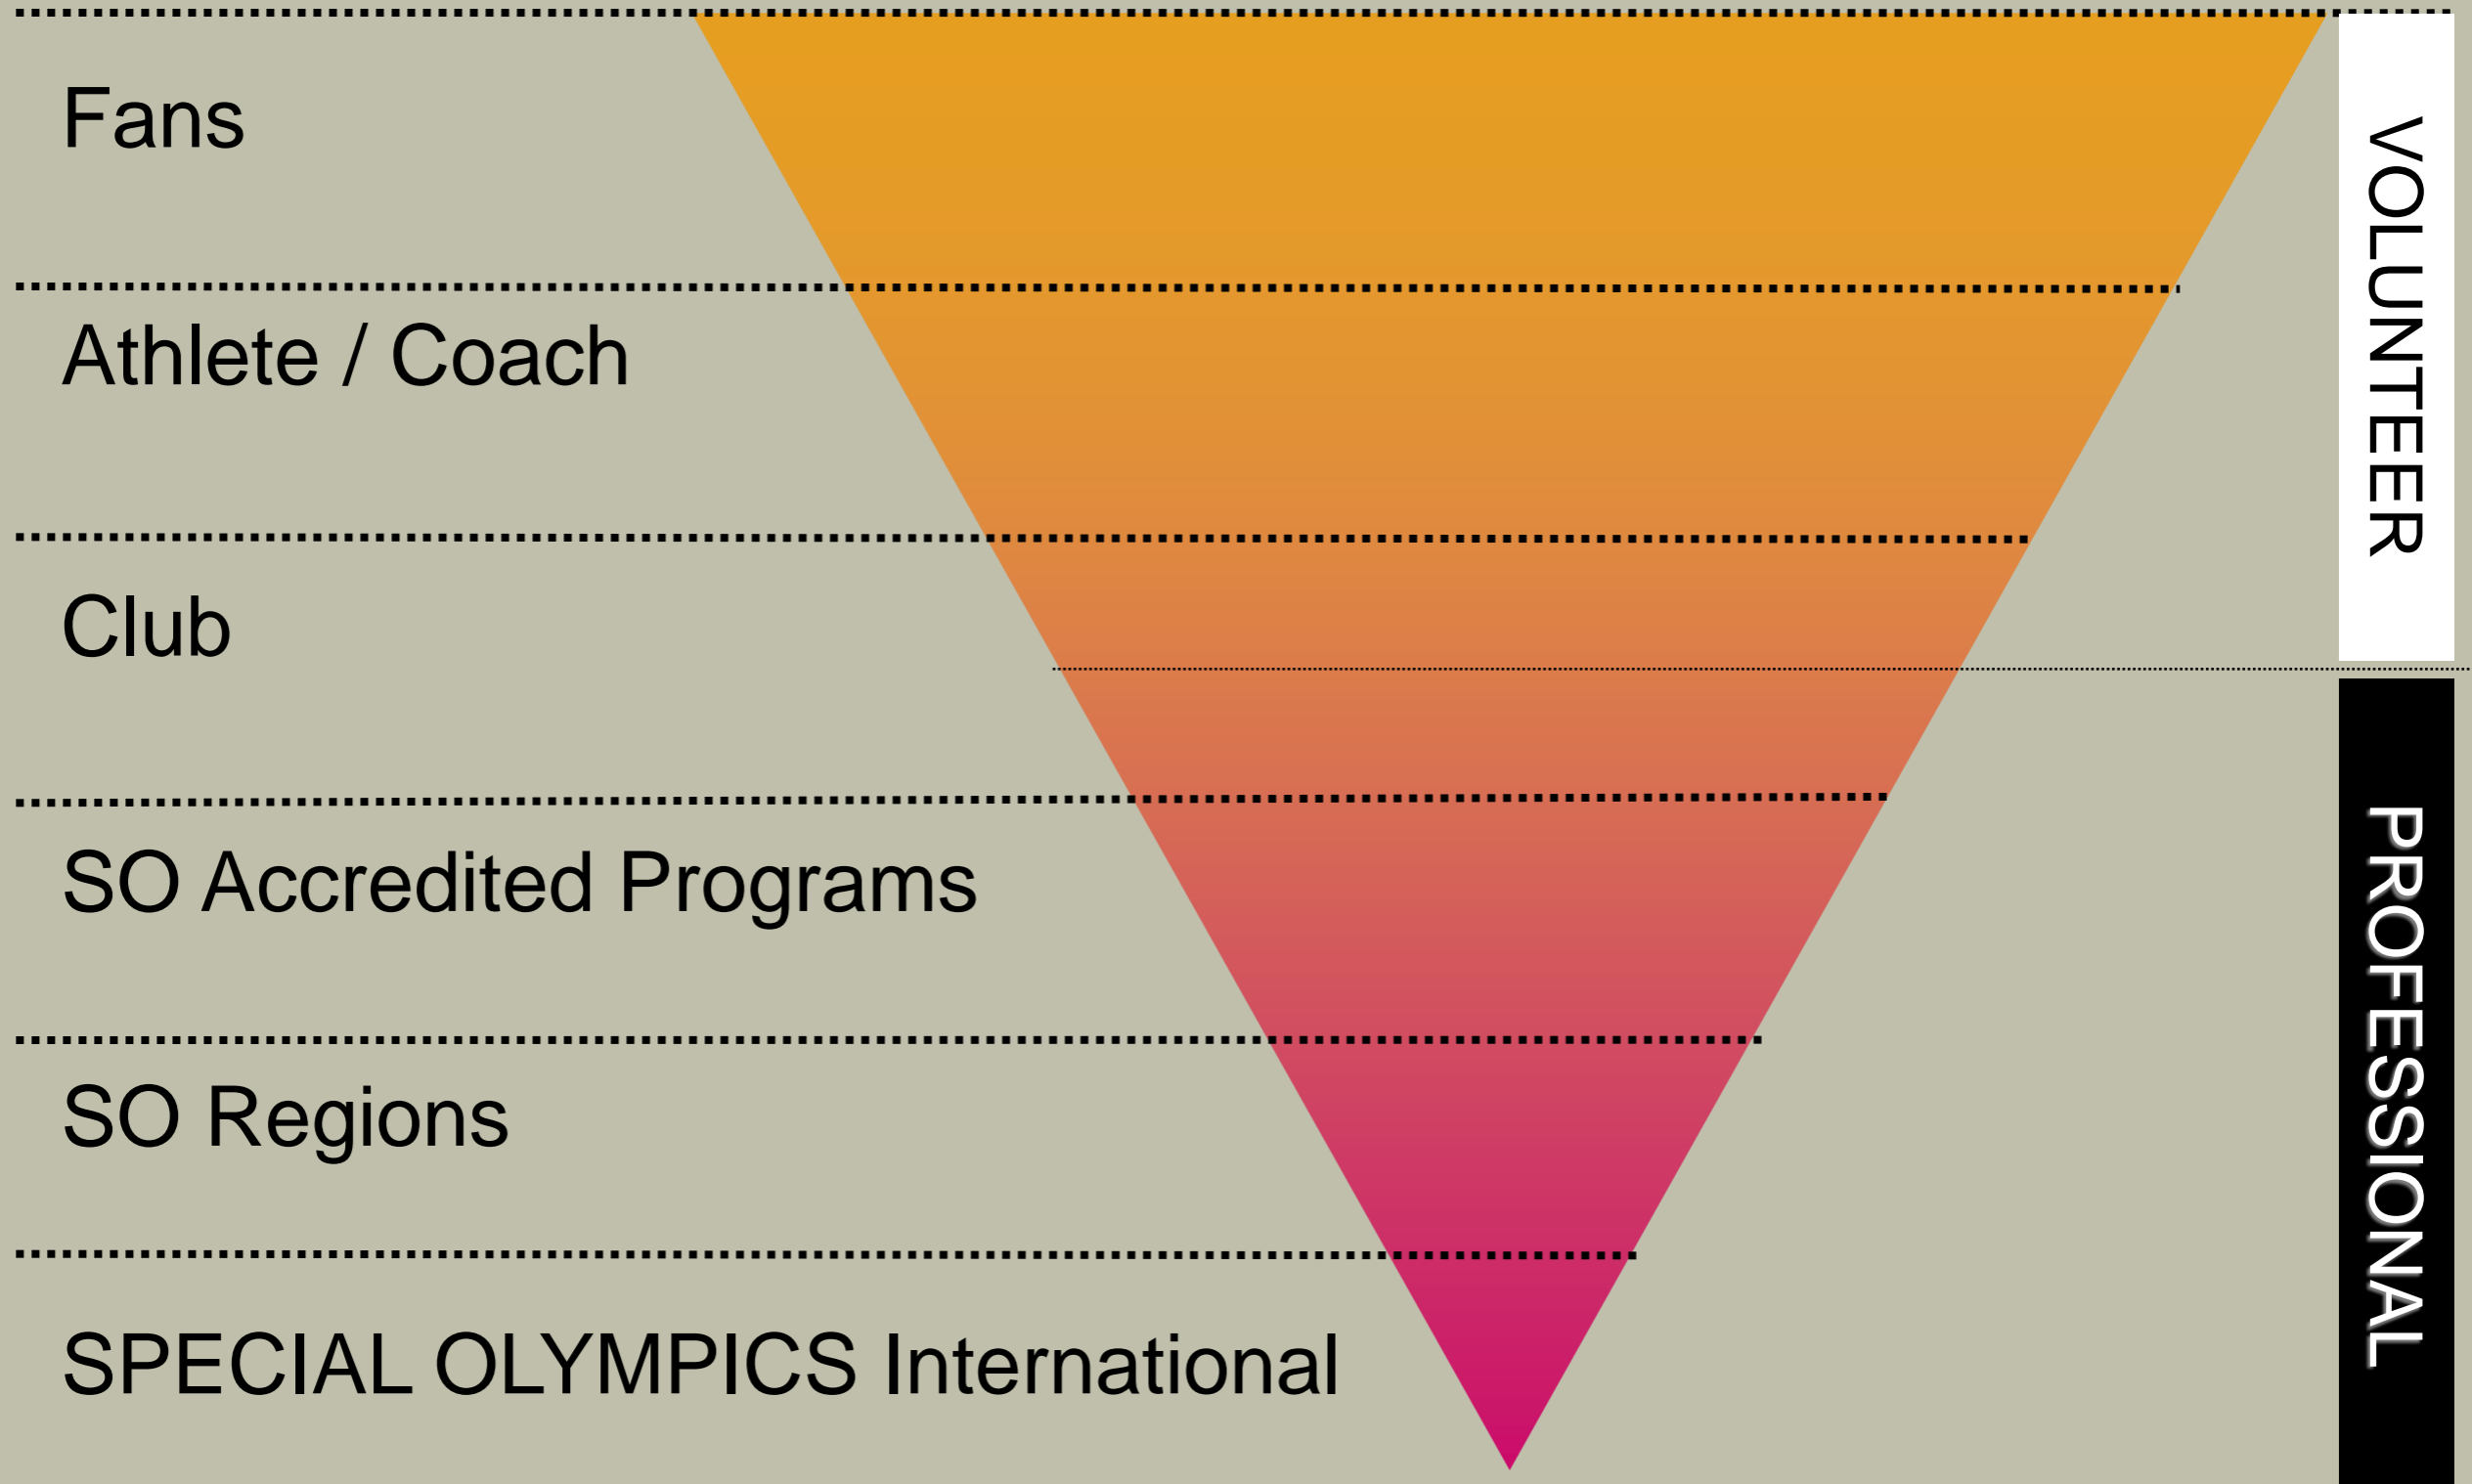 Fans
Athlete / Coach
Club
SO Accredited Programs
SO Regions
SPECIAL OLYMPICS International
VOLUNTEER
PROFESSIONAL